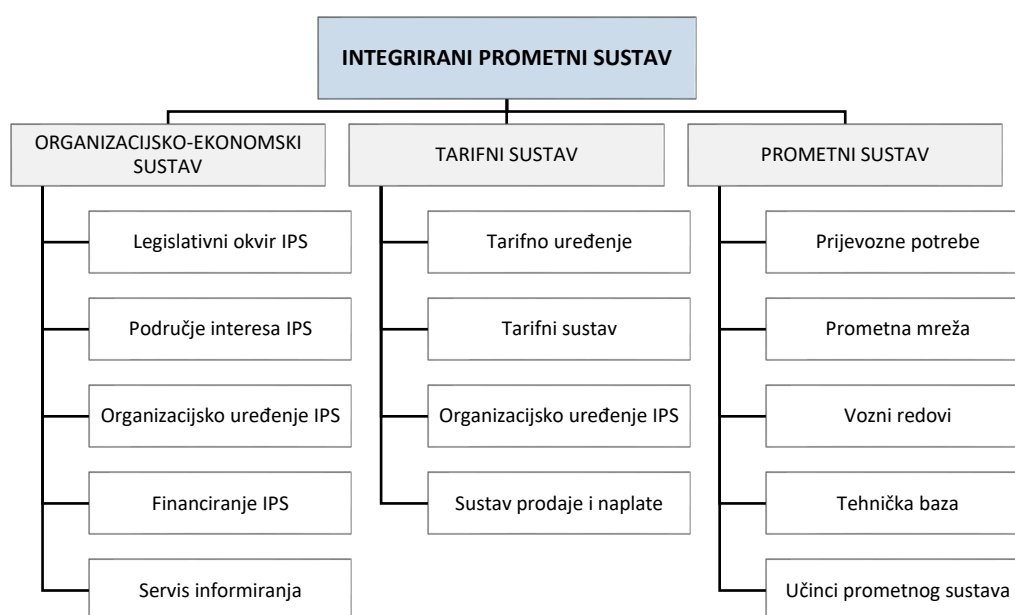 INTEGRIRANI PROMETNI SUSTAV
ORGANIZACIJSKO-EKONOMSKI
SUSTAV
Legislativni okvir IPS
Područje interesa IPS
Organizacijsko uređenje IPS
Financiranje IPS
Servis informiranja
TARIFNI SUSTAV
Tarifno uređenje
Tarifni sustav
Organizacijsko uređenje IPS
Sustav prodaje i naplate
PROMETNI SUSTAV
Prijevozne potrebe
Prometna mreža
Vozni redovi
Tehnička baza
Učinci prometnog sustava